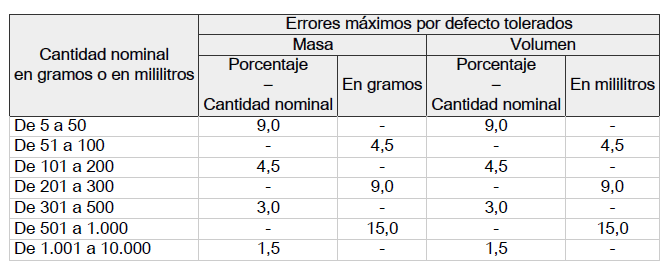 Cantidad nominal
en gramos o en mililitros
Errores máximos por defecto tolerados
Masa Volumen
Porcentaje
–
Cantidad nominal
En gramos
Porcentaje
–
Cantidad nominal
En mililitros
De 5 a 50 9,0 - 9,0 -
De 51 a 100 - 4,5 - 4,5
De 101 a 200 4,5 - 4,5 -
De 201 a 300 - 9,0 - 9,0
De 301 a 500 3,0 - 3,0 -
De 501 a 1.000 - 15,0 - 15,0
De 1.001 a 10.000 1,5 - 1,5 -